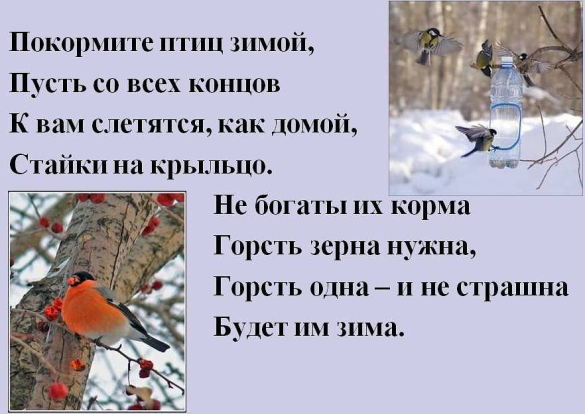 Покормите птиц зимой,
Пусть со всех концов
К вам слетятся, как домой,
Стайки на крыльцо.
Не богаты их корма
Горсть зерна нужна,
Горсть одна – и не страшна
Будет им зима.